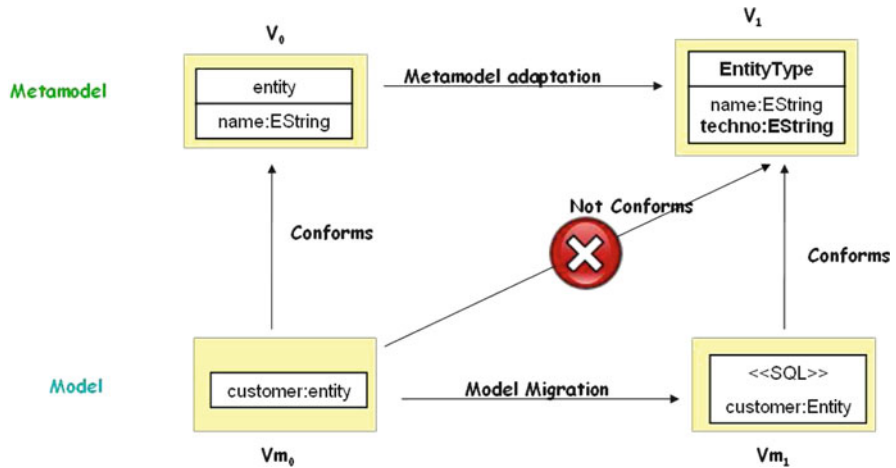 V₀
V₁
Metamodel
entity
name:EString
Metamodel adaptation
EntityType
name:EString
techno:EString
Not Conforms
Conforms
Conforms
Model
customer:entity
Model Migration
<<SQL>>
customer:Entity
Vm₀
Vm₁